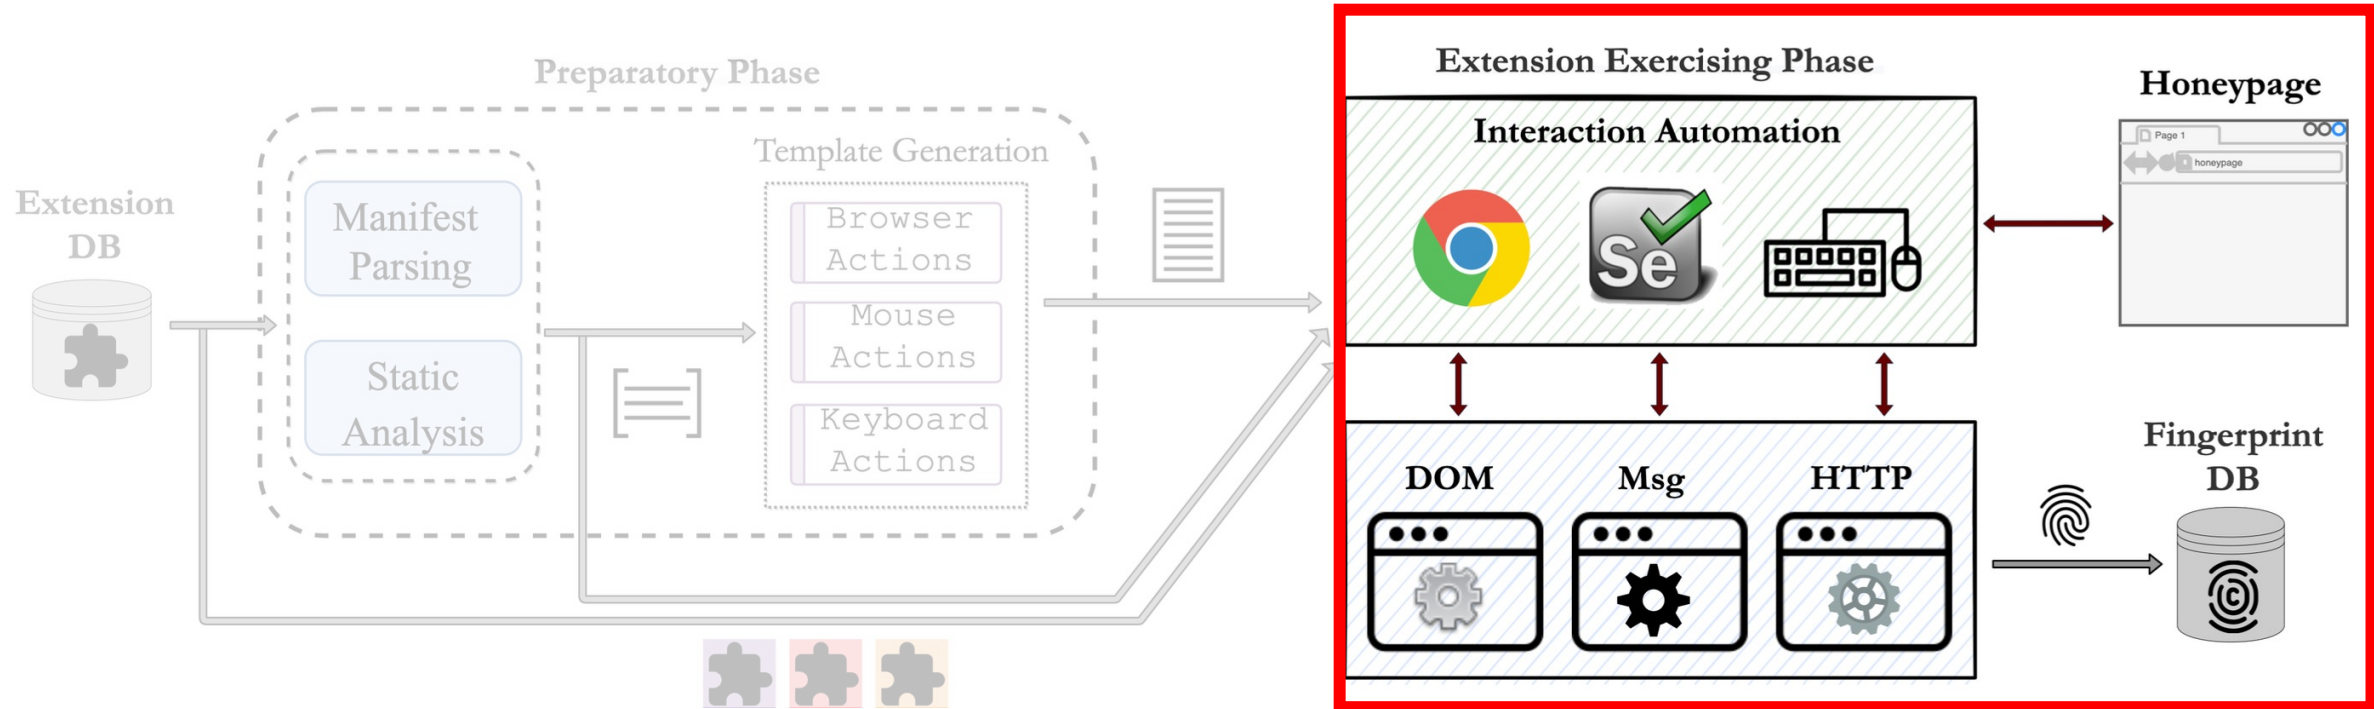 Preparatory Phase
Extension
DB
Manifest
Parsing
Static
Analysis
Template Generation
Browser
Actions
Mouse
Actions
Keyboard
Actions
Extension Exercising Phase
Interaction Automation
Se
Honeypage
Page 1
honeypage
DOM
Msg
HTTP
Fingerprint
DB
C